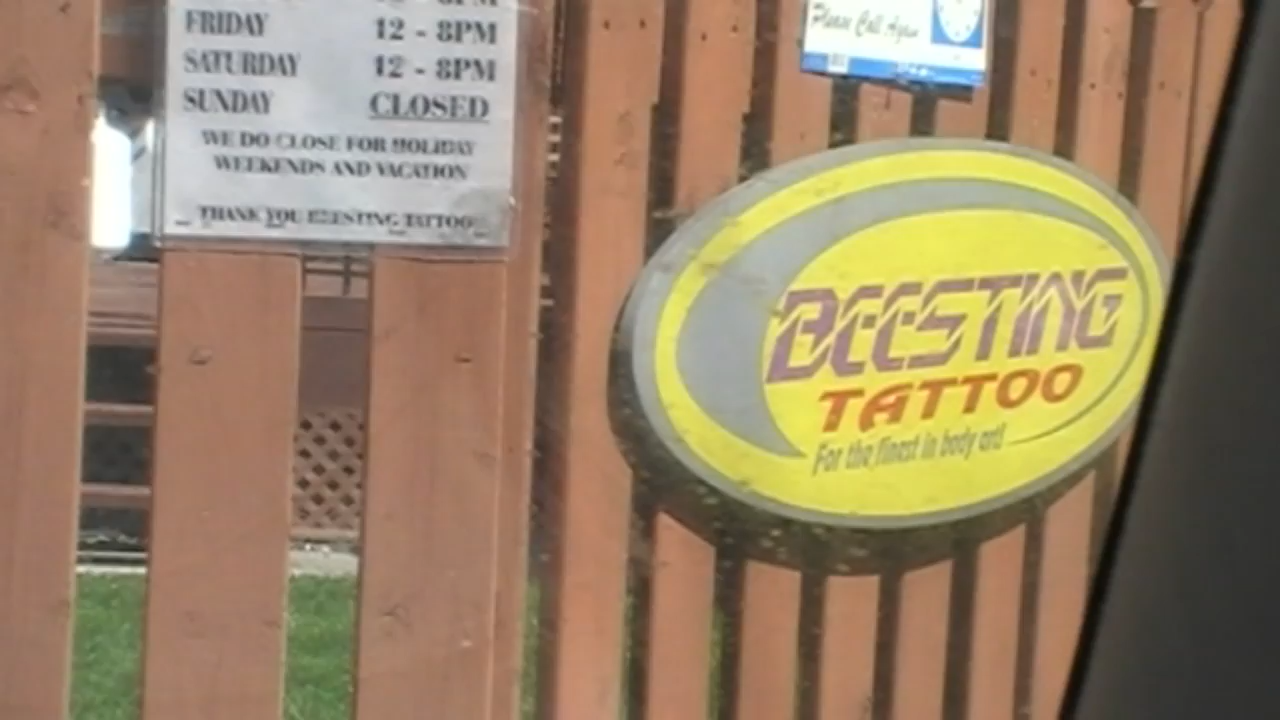 FRIDAY 12 - 8PM
SATURDAY 12 - 8PM
SUNDAY CLOSED
WE DO CLOSE FOR HOLIDAY
WEEKENDS AND VACATION
THANK YOU BEESTING TATTOO
Please Call Again
BEESTING
TATTOO
For the finest in body art!